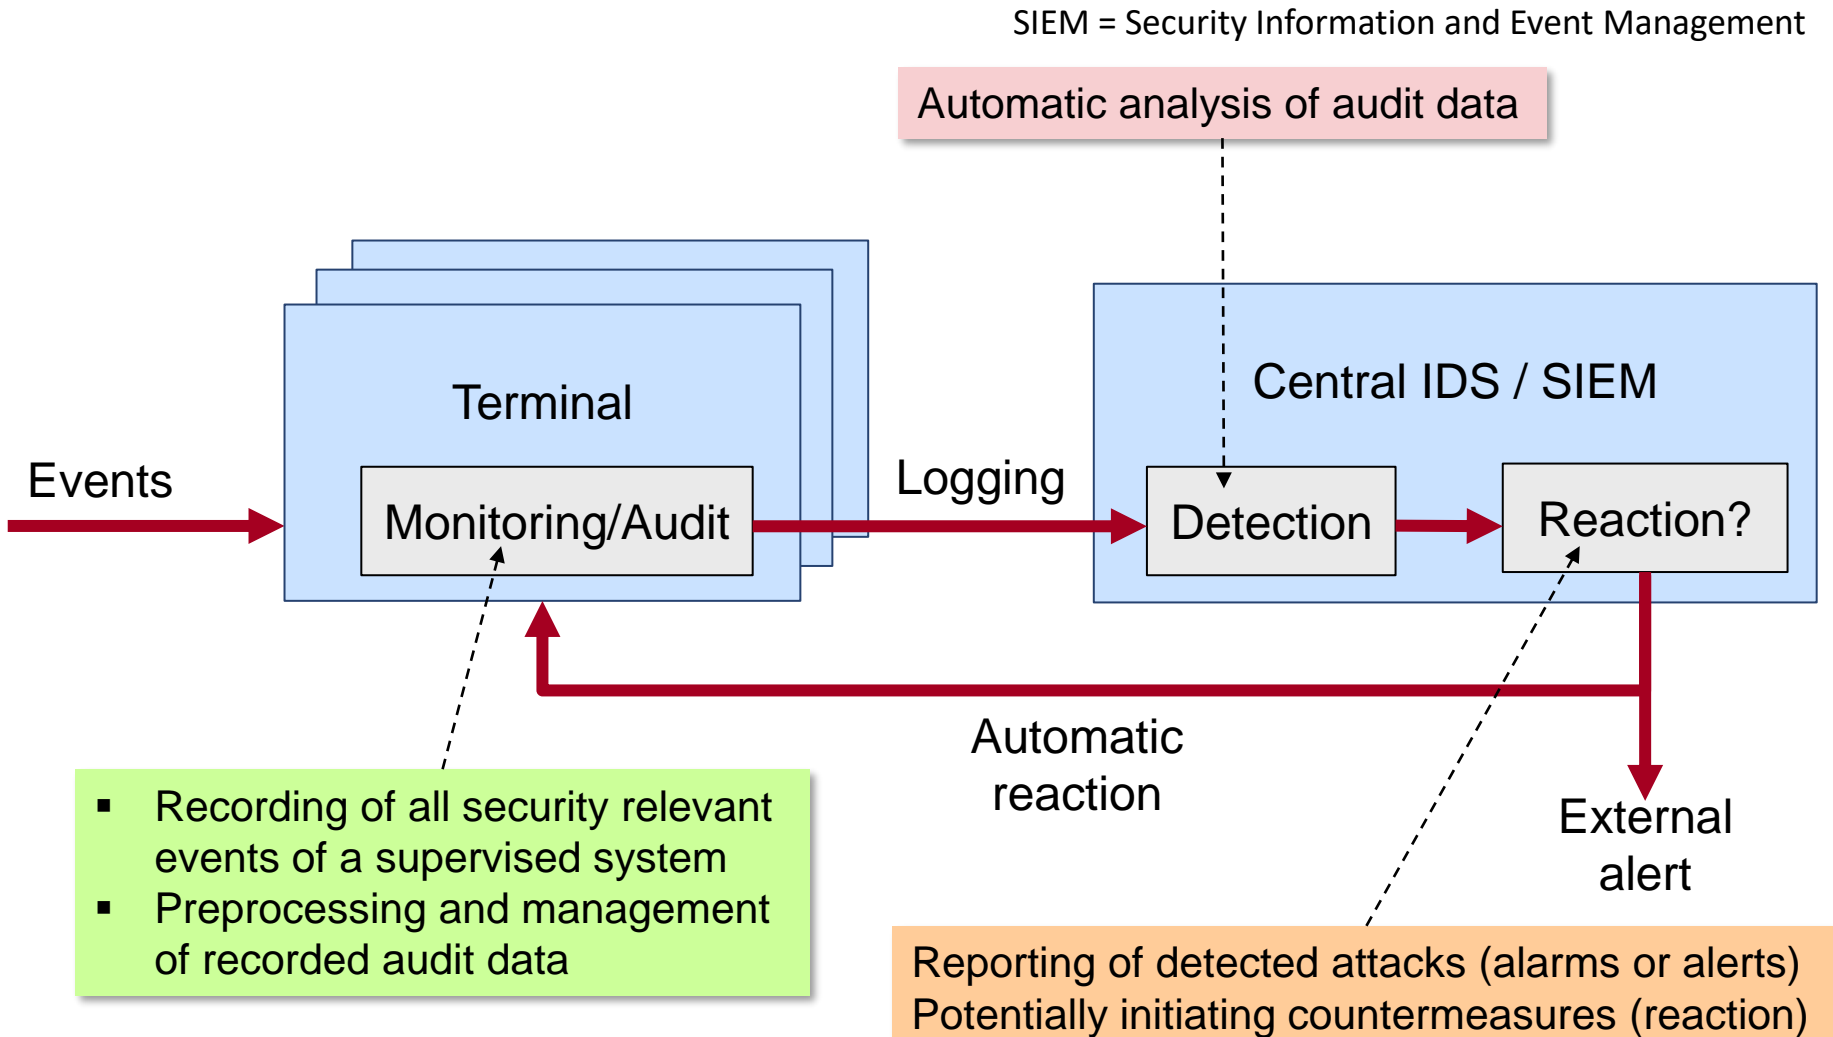 SIEM = Security Information and Event Management
Automatic analysis of audit data
Terminal
Central IDS / SIEM
Events
Logging
Monitoring/Audit
Detection
Reaction?
Automatic
reaction
▪ Recording of all security relevant
events of a supervised system
▪ Preprocessing and management
of recorded audit data
External
alert
Reporting of detected attacks (alarms or alerts)
Potentially initiating countermeasures (reaction)